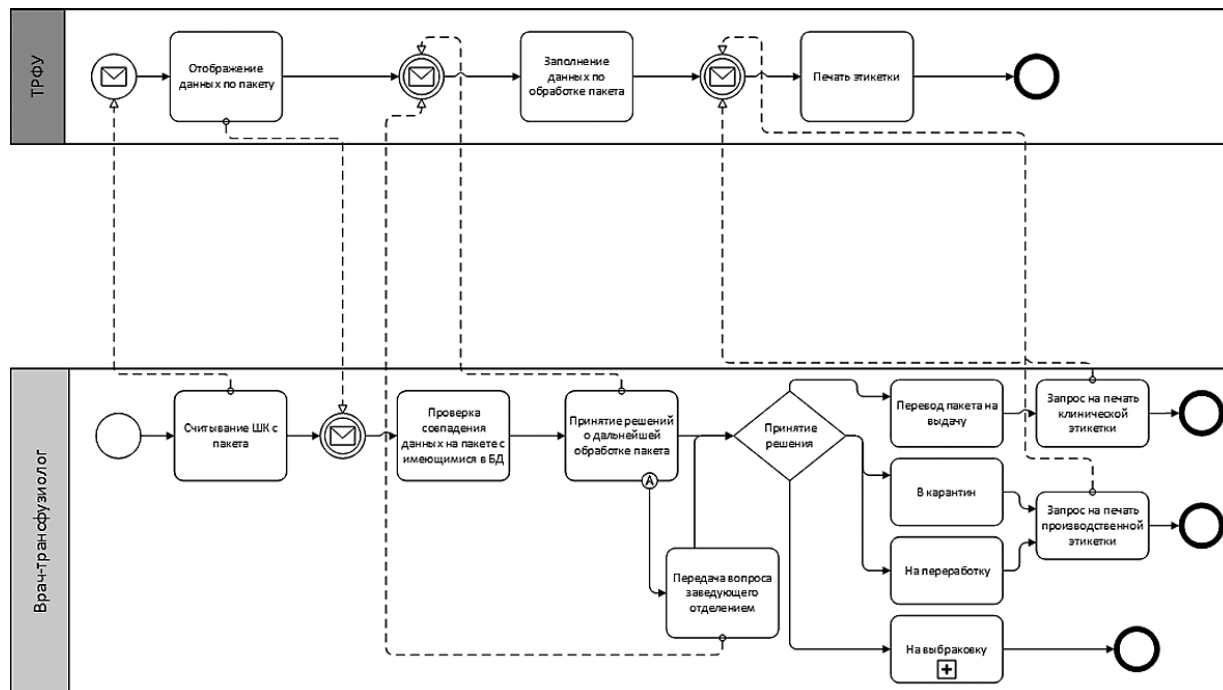 ТРФУ
Отображение
данных по пакету
Заполнение
данных по
обработке пакета
Печать этикетки
Врач-трансфузиолог
Считывание ШК с
пакета
Проверка
совпадения
данных на пакете с
имеющимися в БД
Принятие решений
о дальнейшей
обработке пакета
A
Передача вопроса
заведующего
отделением
Принятие
решения
Перевод пакета на
выдачу
Запрос на печать
клинической
этикетки
В карантин
На переработку
Запрос на печать
производственной
этикетки
На выбраковку